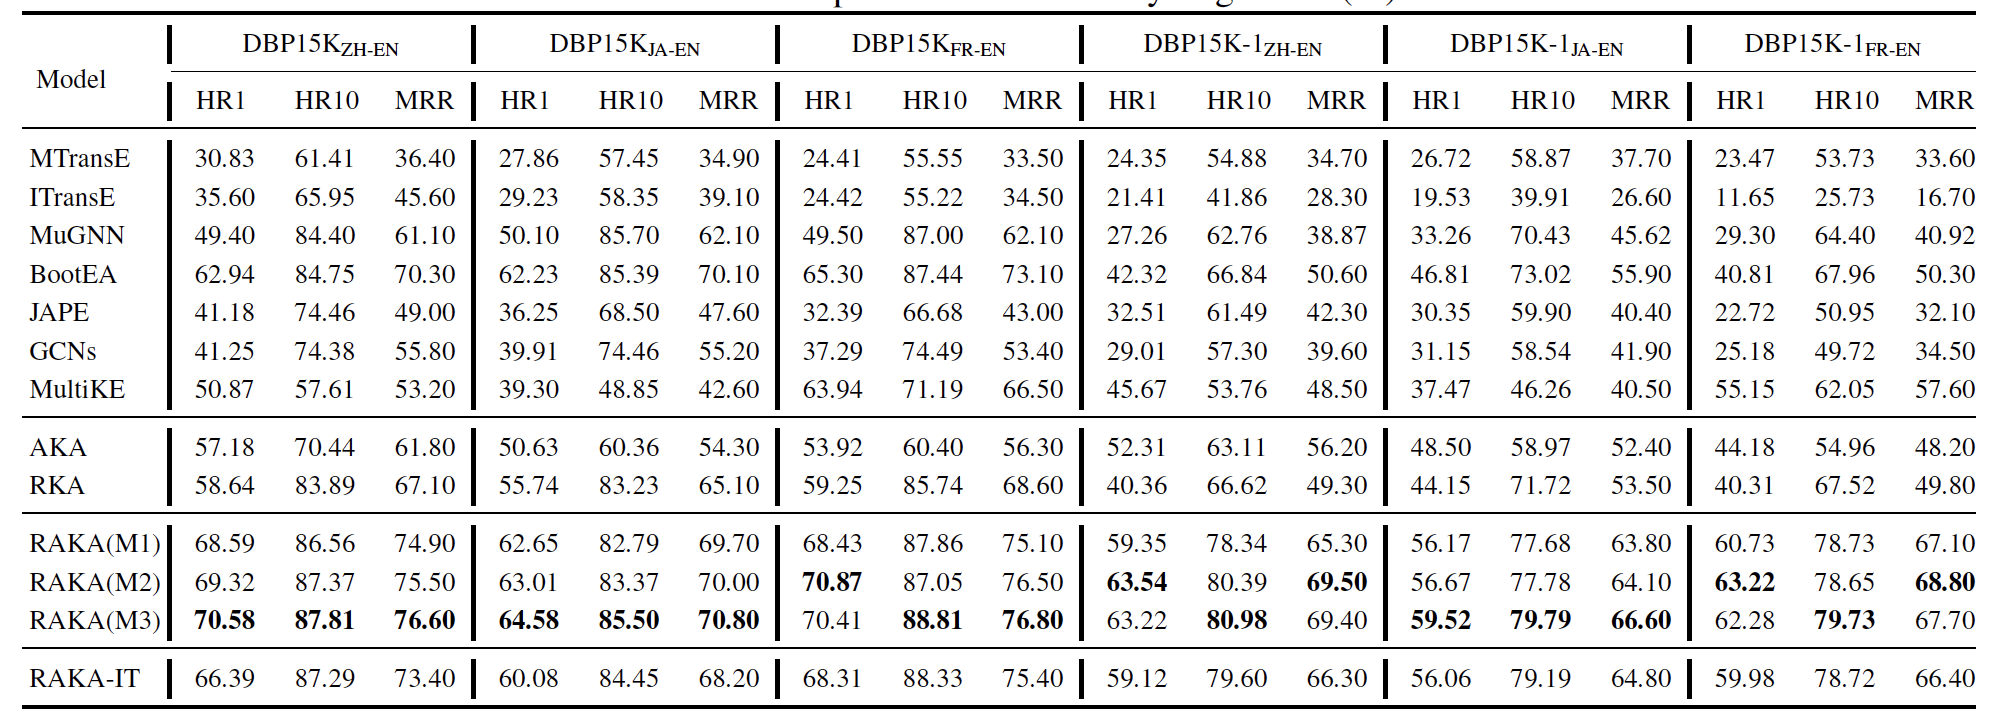 DBP15KZH-EN DBP15KJA-EN DBP15KFR-EN DBP15K-1ZH-EN DBP15K-1JA-EN DBP15K-1FR-EN
Model
HR1 HR10 MRR HR1 HR10 MRR HR1 HR10 MRR HR1 HR10 MRR HR1 HR10 MRR HR1 HR10 MRR
MTransE 30.83 61.41 36.40 27.86 57.45 34.90 24.41 55.55 33.50 24.35 54.88 34.70 26.72 58.87 37.70 23.47 53.73 33.60
ITransE 35.60 65.95 45.60 29.23 58.35 39.10 24.42 55.22 34.50 21.41 41.86 28.30 19.53 39.91 26.60 11.65 25.73 16.70
MuGNN 49.40 84.40 61.10 50.10 85.70 62.10 49.50 87.00 62.10 27.26 62.76 38.87 33.26 70.43 45.62 29.30 64.40 40.92
BootEA 62.94 84.75 70.30 62.23 85.39 70.10 65.30 87.44 73.10 42.32 66.84 50.60 46.81 73.02 55.90 40.81 67.96 50.30
JAPE 41.18 74.46 49.00 36.25 68.50 47.60 32.39 66.68 43.00 32.51 61.49 42.30 30.35 59.90 40.40 22.72 50.95 32.10
GCNs 41.25 74.38 55.80 39.91 74.46 55.20 37.29 74.49 53.40 29.01 57.30 39.60 31.15 58.54 41.90 25.18 49.72 34.50
MultiKE 50.87 57.61 53.20 39.30 48.85 42.60 63.94 71.19 66.50 45.67 53.76 48.50 37.47 46.26 40.50 55.15 62.05 57.60
AKA 57.18 70.44 61.80 50.63 60.36 54.30 53.92 60.40 56.30 52.31 63.11 56.20 48.50 58.97 52.40 44.18 54.96 48.20
RKA 58.64 83.89 67.10 55.74 83.23 65.10 59.25 85.74 68.60 40.36 66.62 49.30 44.15 71.72 53.50 40.31 67.52 49.80
RAKA(M1) 68.59 86.56 74.90 62.65 82.79 69.70 68.43 87.86 75.10 59.35 78.34 65.30 56.17 77.68 63.80 60.73 78.73 67.10
RAKA(M2) 69.32 87.37 75.50 63.01 83.37 70.00 70.87 87.05 76.50 63.54 80.39 69.50 56.67 77.78 64.10 63.22 78.65 68.80
RAKA(M3) 70.58 87.81 76.60 64.58 85.50 70.80 70.41 88.81 76.80 63.22 80.98 69.40 59.52 79.79 66.60 62.28 79.73 67.70
RAKA-IT 66.39 87.29 73.40 60.08 84.45 68.20 68.31 88.33 75.40 59.12 79.60 66.30 56.06 79.19 64.80 59.98 78.72 66.40